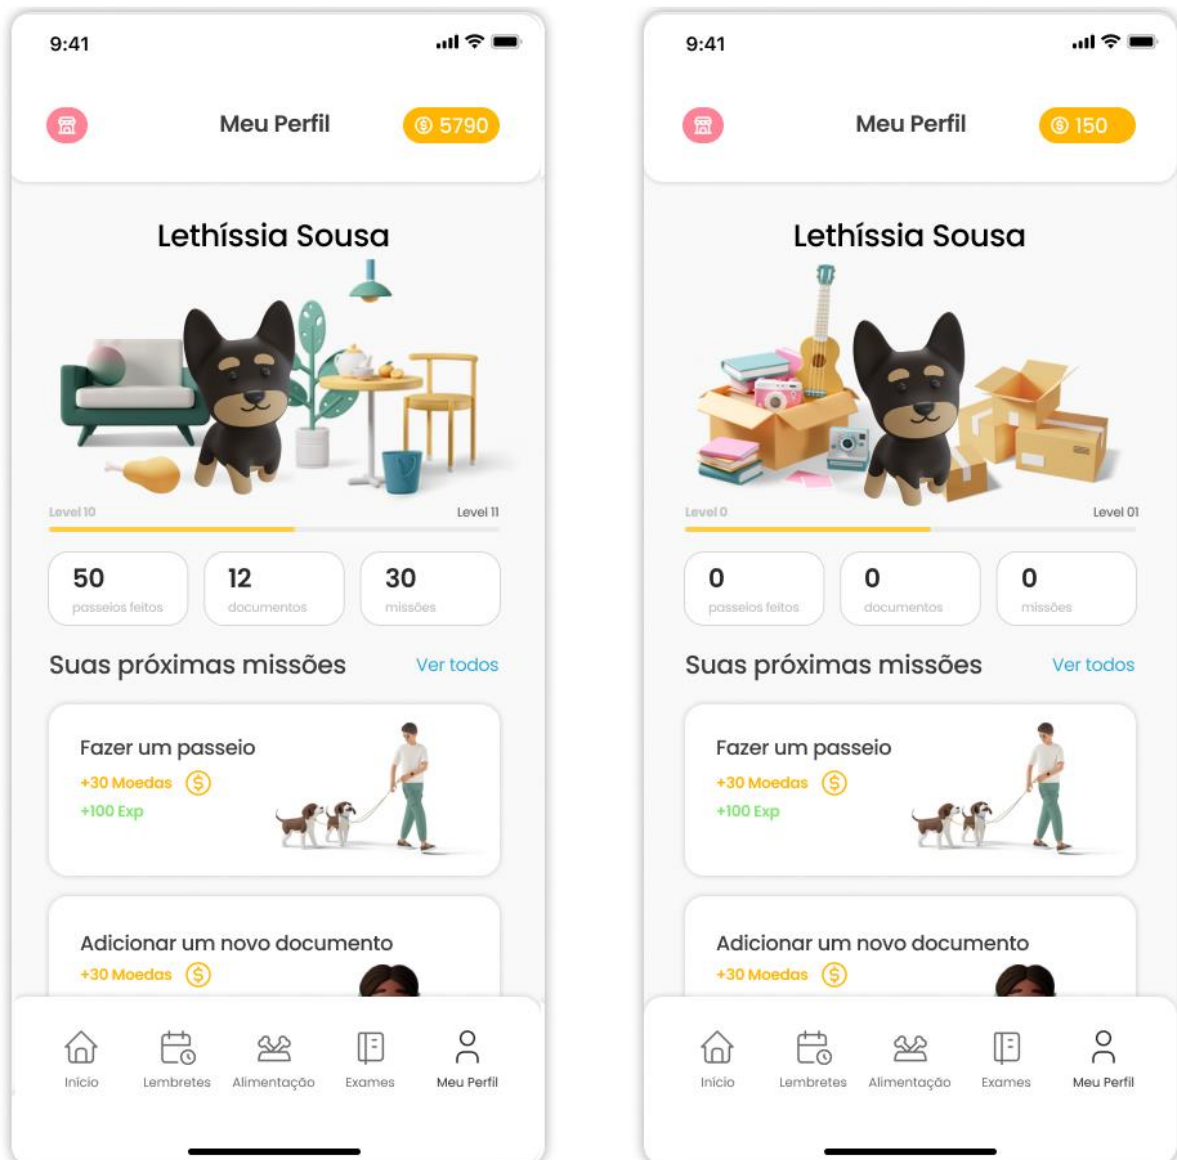 9:41
Meu Perfil
5790
Lethíssia Sousa
Level 10
Level 11
50
passeios feitos
12
documentos
30
missões
Suas próximas missões
Ver todos
Fazer um passeio
+30 Moedas
+100 Exp
Adicionar um novo documento
+30 Moedas
Início
Lembretes
Alimentação
Exames
Meu Perfil
9:41
Meu Perfil
150
Lethíssia Sousa
Level 0
Level 01
0
passeios feitos
0
documentos
0
missões
Suas próximas missões
Ver todos
Fazer um passeio
+30 Moedas
+100 Exp
Adicionar um novo documento
+30 Moedas
Início
Lembretes
Alimentação
Exames
Meu Perfil